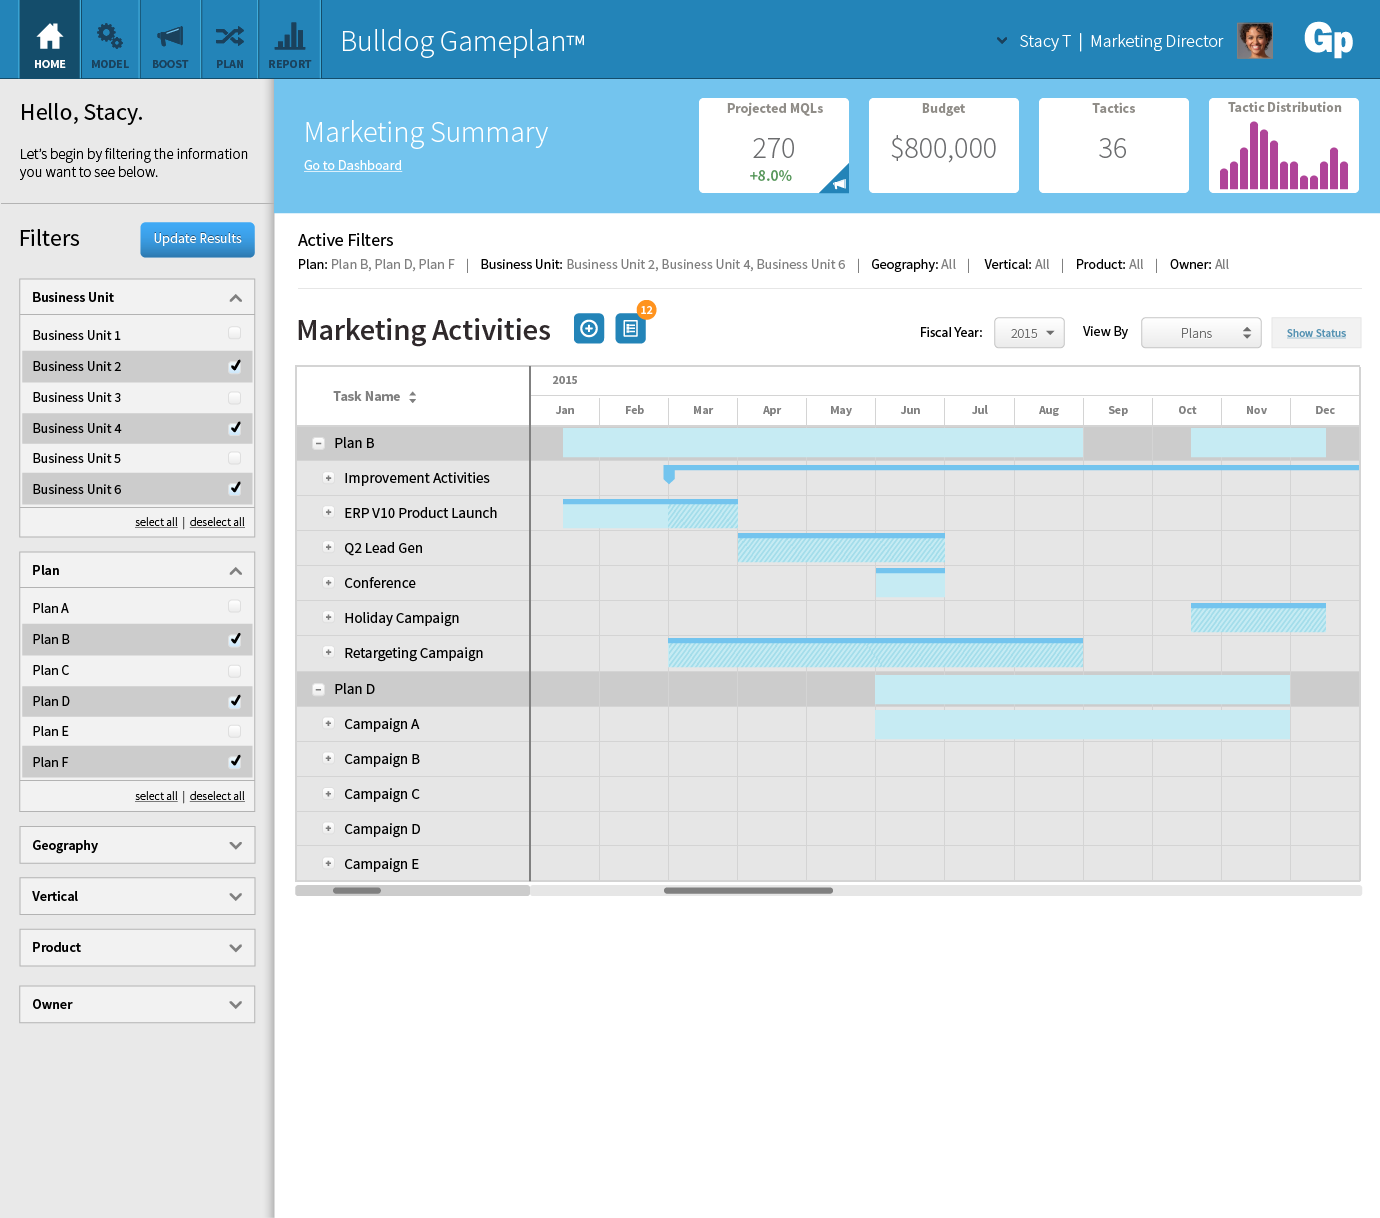 HOME
MODEL
BOOST
PLAN
REPORT
Bulldog Gameplan™
Stacy T | Marketing Director
Gp
Hello, Stacy.
Let's begin by filtering the information
you want to see below.
Filters
Update Results
Business Unit
Business Unit 1
Business Unit 2
Business Unit 3
Business Unit 4
Business Unit 5
Business Unit 6
select all | deselect all
Plan
Plan A
Plan B
Plan C
Plan D
Plan E
Plan F
select all | deselect all
Geography
Vertical
Product
Owner
Marketing Summary
Go to Dashboard
Projected MQLs
270
+8.0%
Budget
$800,000
Tactics
36
Tactic Distribution
Active Filters
Plan: Plan B, Plan D, Plan F | Business Unit: Business Unit 2, Business Unit 4, Business Unit 6 | Geography: All | Vertical: All | Product: All | Owner: All
Marketing Activities
12
Fiscal Year: 2015
View By Plans
Show Status
Task Name
2015
Jan Feb Mar Apr May Jun Jul Aug Sep Oct Nov Dec
Plan B
Improvement Activities
ERP V10 Product Launch
Q2 Lead Gen
Conference
Holiday Campaign
Retargeting Campaign
Plan D
Campaign A
Campaign B
Campaign C
Campaign D
Campaign E